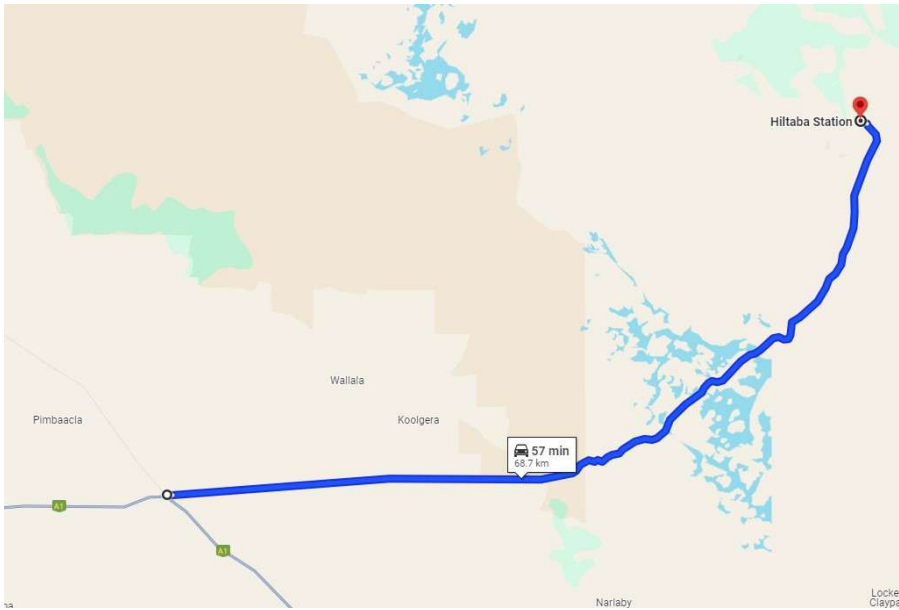 Hiltaba Station
Wallala
Pimbaacla
Koolgera
57 min
68.7 km
A1
A1
Narlaby
Locke
Claypa